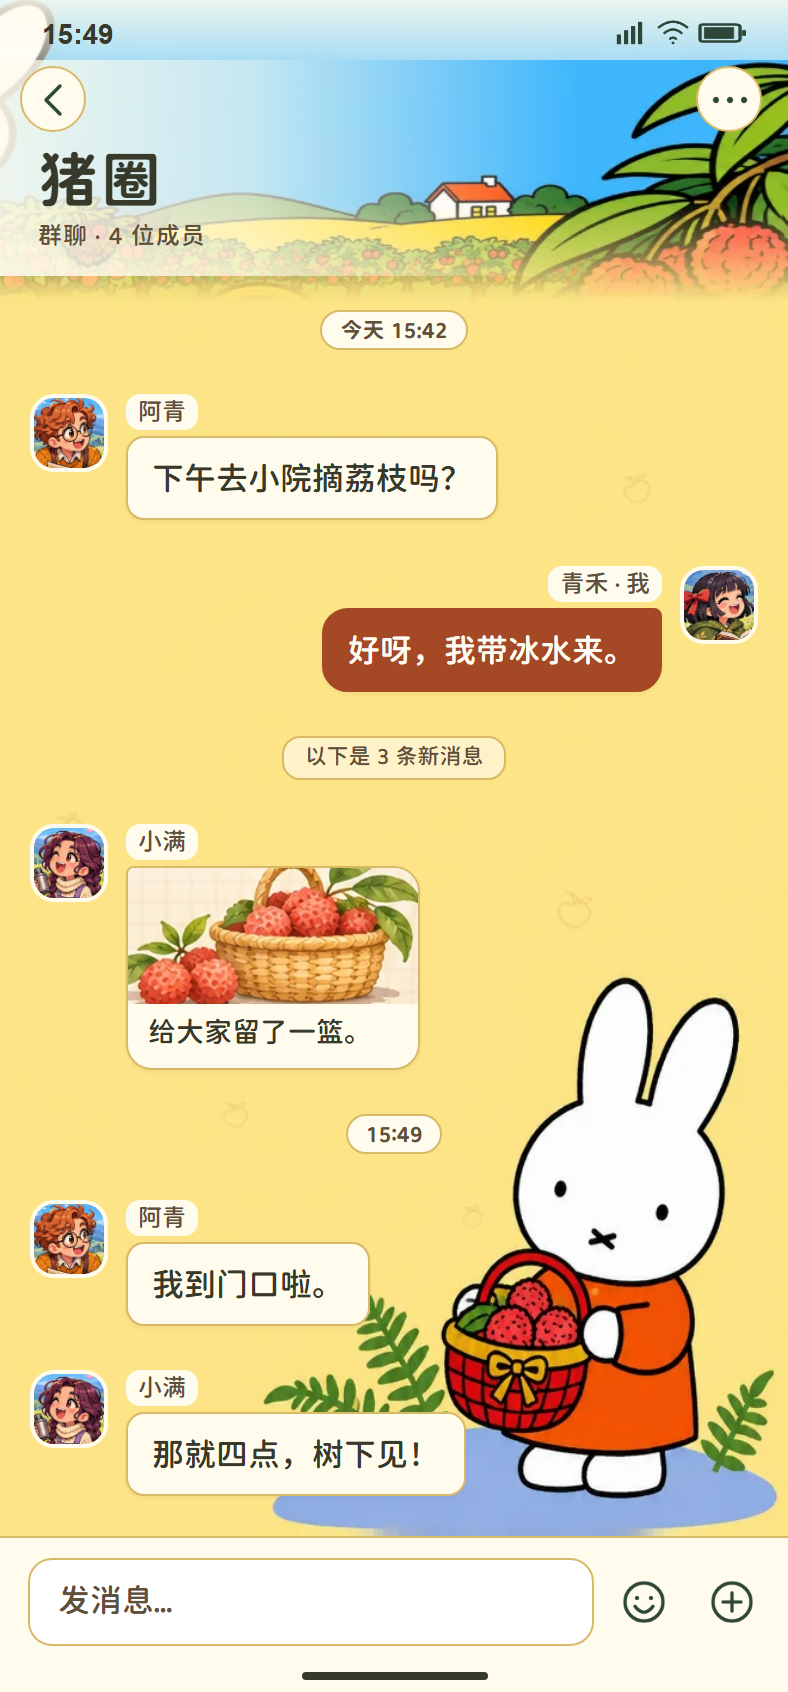 15:49
猪圈
群聊 · 4 位成员
今天 15:42
阿青
下午去小院摘荔枝吗？
青禾 · 我
好呀，我带冰水来。
以下是 3 条新消息
小满
给大家留了一篮。
15:49
阿青
我到门口啦。
小满
那就四点，树下见！
发消息…